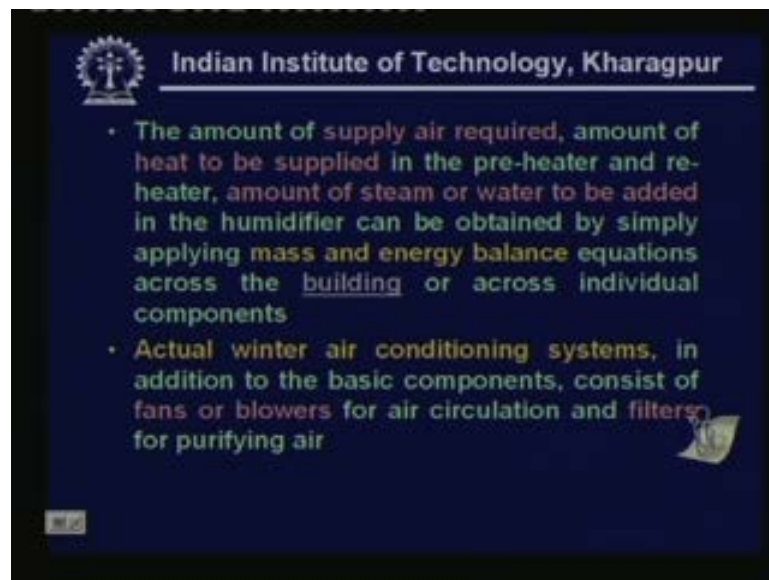 Indian Institute of Technology, Kharagpur
• The amount of supply air required, amount of
heat to be supplied in the pre-heater and re-
heater, amount of steam or water to be added
in the humidifier can be obtained by simply
applying mass and energy balance equations
across the building or across individual
components
• Actual winter air conditioning systems, in
addition to the basic components, consist of
fans or blowers for air circulation and filters
for purifying air